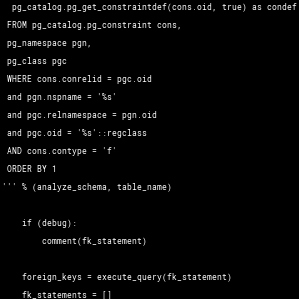 pg_catalog.pg_get_constraintdef(cons.oid, true) as condef
FROM pg_catalog.pg_constraint cons,
pg_namespace pgn,
pg_class pgc
WHERE cons.conrelid = pgc.oid
and pgn.nspname = '%s'
and pgc.relnamespace = pgn.oid
and pgc.oid = '%s'::regclass
AND cons.contype = 'f'
ORDER BY 1
''' % (analyze_schema, table_name)
if (debug):
comment(fk_statement)
foreign_keys = execute_query(fk_statement)
fk_statements = []